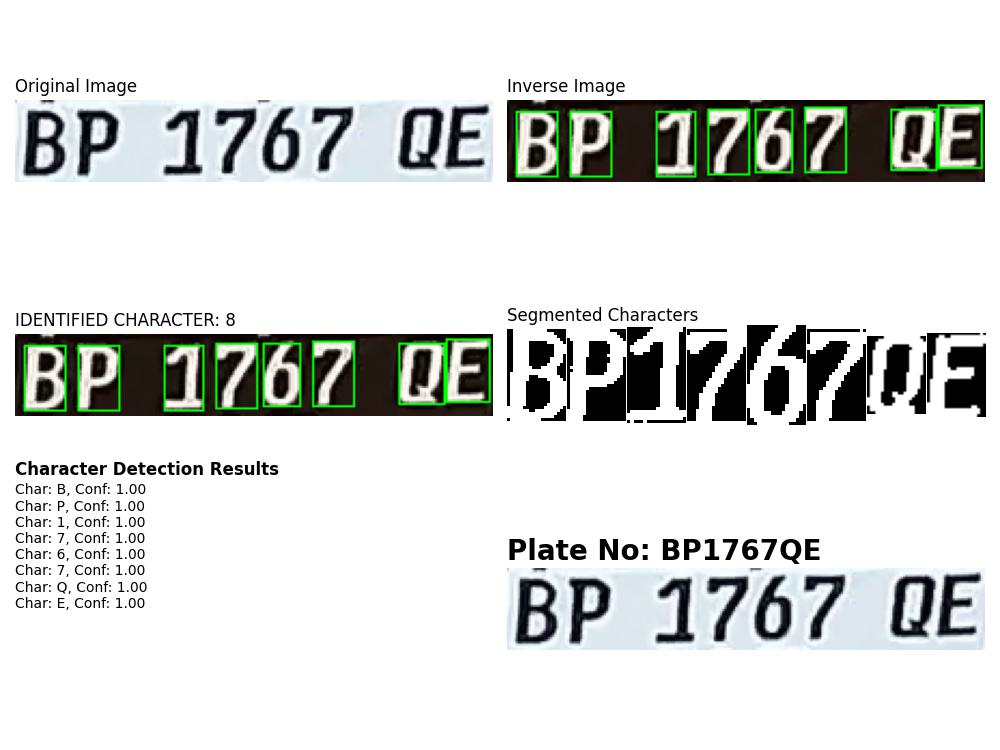 Original Image
BP 1767 QE
Inverse Image
BP 1767 QE
IDENTIFIED CHARACTER: 8
BP 1767 QE
Segmented Characters
BP1767QE
Character Detection Results
Char: B, Conf: 1.00
Char: P, Conf: 1.00
Char: 1, Conf: 1.00
Char: 7, Conf: 1.00
Char: 6, Conf: 1.00
Char: 7, Conf: 1.00
Char: Q, Conf: 1.00
Char: E, Conf: 1.00
Plate No: BP1767QE
BP 1767 QE